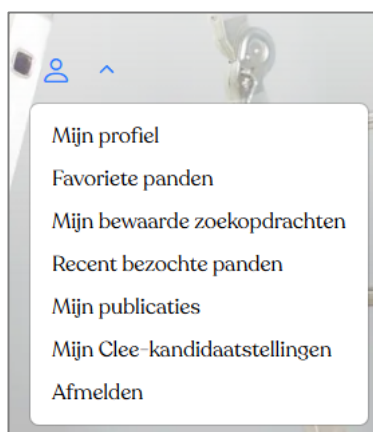 Mijn profiel
Favoriete panden
Mijn bewaarde zoekopdrachten
Recent bezochte panden
Mijn publicaties
Mijn Clee-kandidaatstellingen
Afmelden